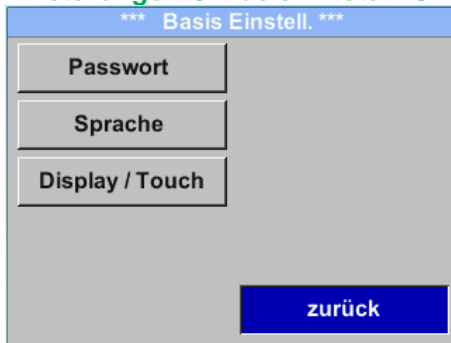 *** Basis Einstell. ***
Passwort
Sprache
Display / Touch
zurück